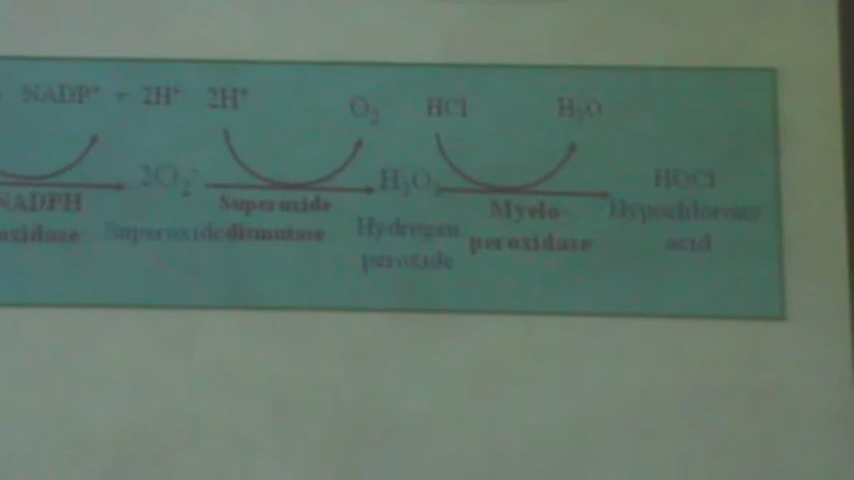 NADP⁺ + 2H⁺ 2H⁺ O₂ HCl H₂O
2O₂⁻ H₂O₂ HOCl
NADPH Superoxide Myelo- Hypochlorous
oxidase Superoxide dismutase Hydrogen peroxidase acid
peroxide